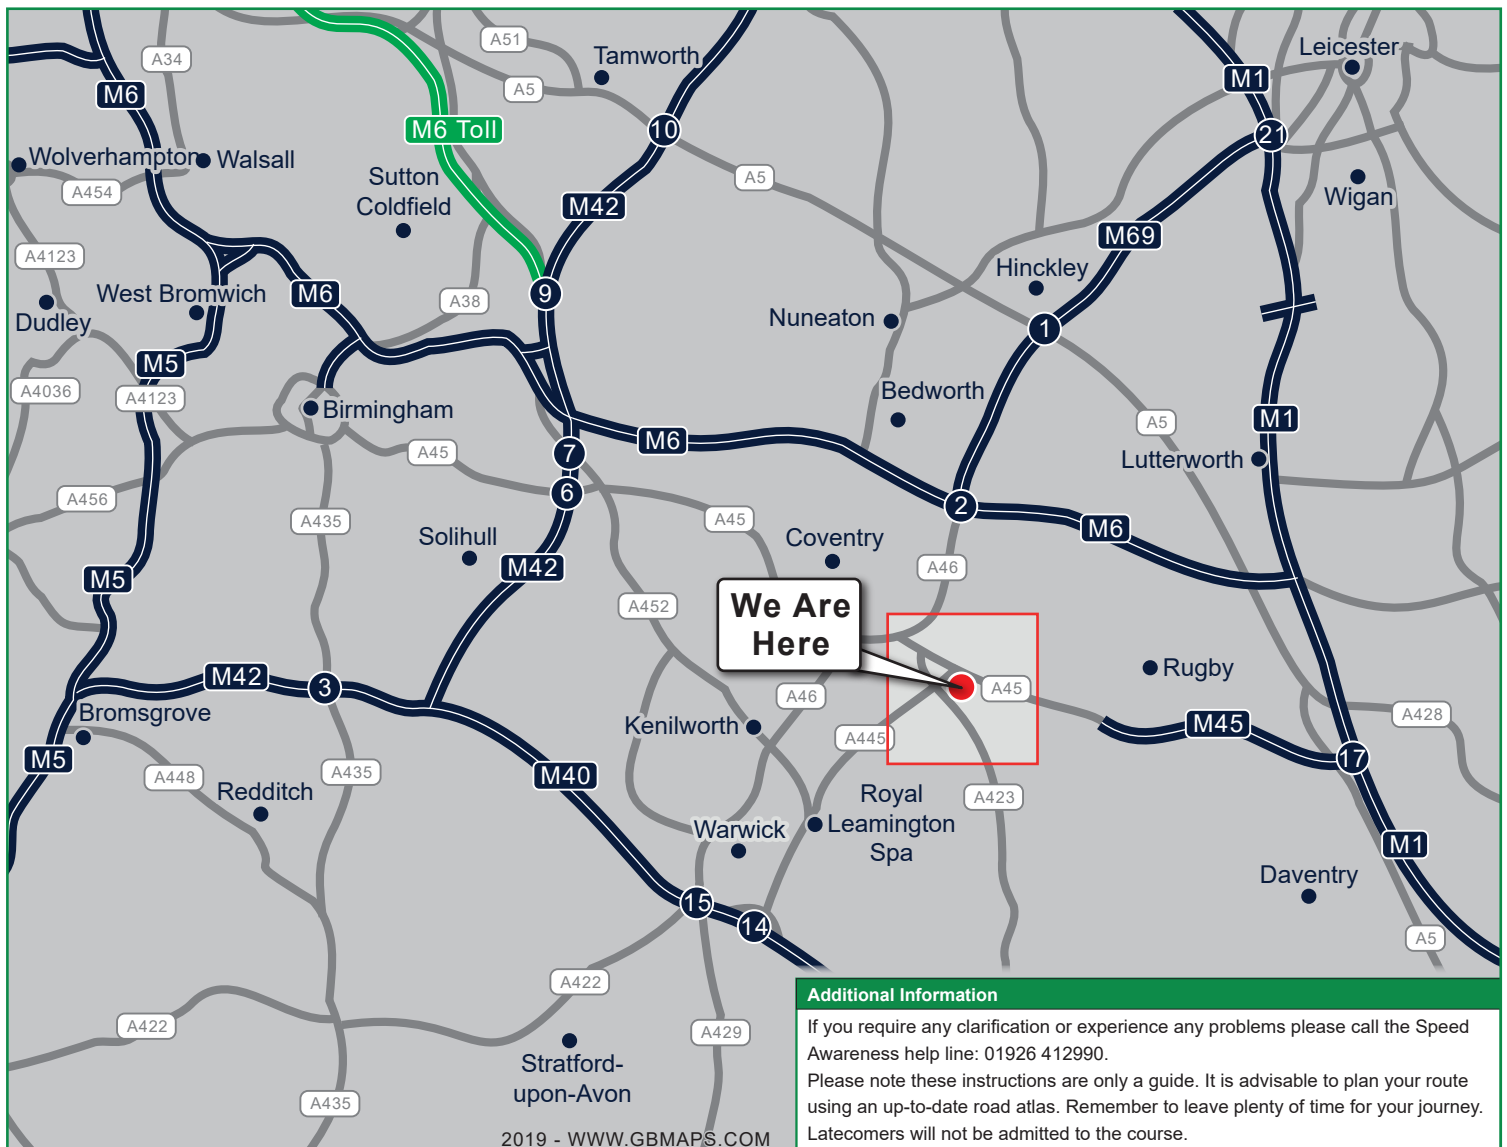 A51
Tamworth
Leicester
A34
M1
M6
A5
M6 Toll
10
21
Wolverhampton
Walsall
A454
Sutton
Coldfield
A5
M42
Wigan
M69
A4123
Hinckley
West Bromwich
M6
A38
9
Dudley
Nuneaton
1
M5
A4036
A4123
Bedworth
Birmingham
M1
A5
M6
A45
7
Lutterworth
6
A456
2
A435
A45
M6
Solihull
Coventry
M42
A46
M5
We Are
Here
A452
Rugby
M42
3
A45
A46
Bromsgrove
A428
Kenilworth
M45
A445
M5
17
A448
A435
M40
Redditch
Royal
Leamington
Spa
A423
Warwick
M1
Daventry
15
14
A5
A422
A422
A429
Stratford-
upon-Avon
A435
2019 - WWW.GBMAPS.COM
Additional Information
If you require any clarification or experience any problems please call the Speed
Awareness help line: 01926 412990.
Please note these instructions are only a guide. It is advisable to plan your route
using an up-to-date road atlas. Remember to leave plenty of time for your journey.
Latecomers will not be admitted to the course.